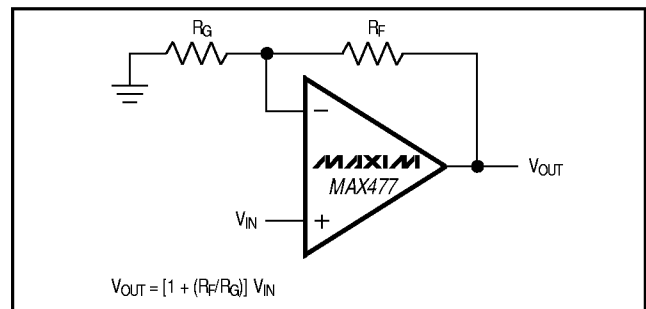 RG RF
−
MAXIM
MAX477
VOUT
VIN +
VOUT = [1 + (RF/RG)] VIN